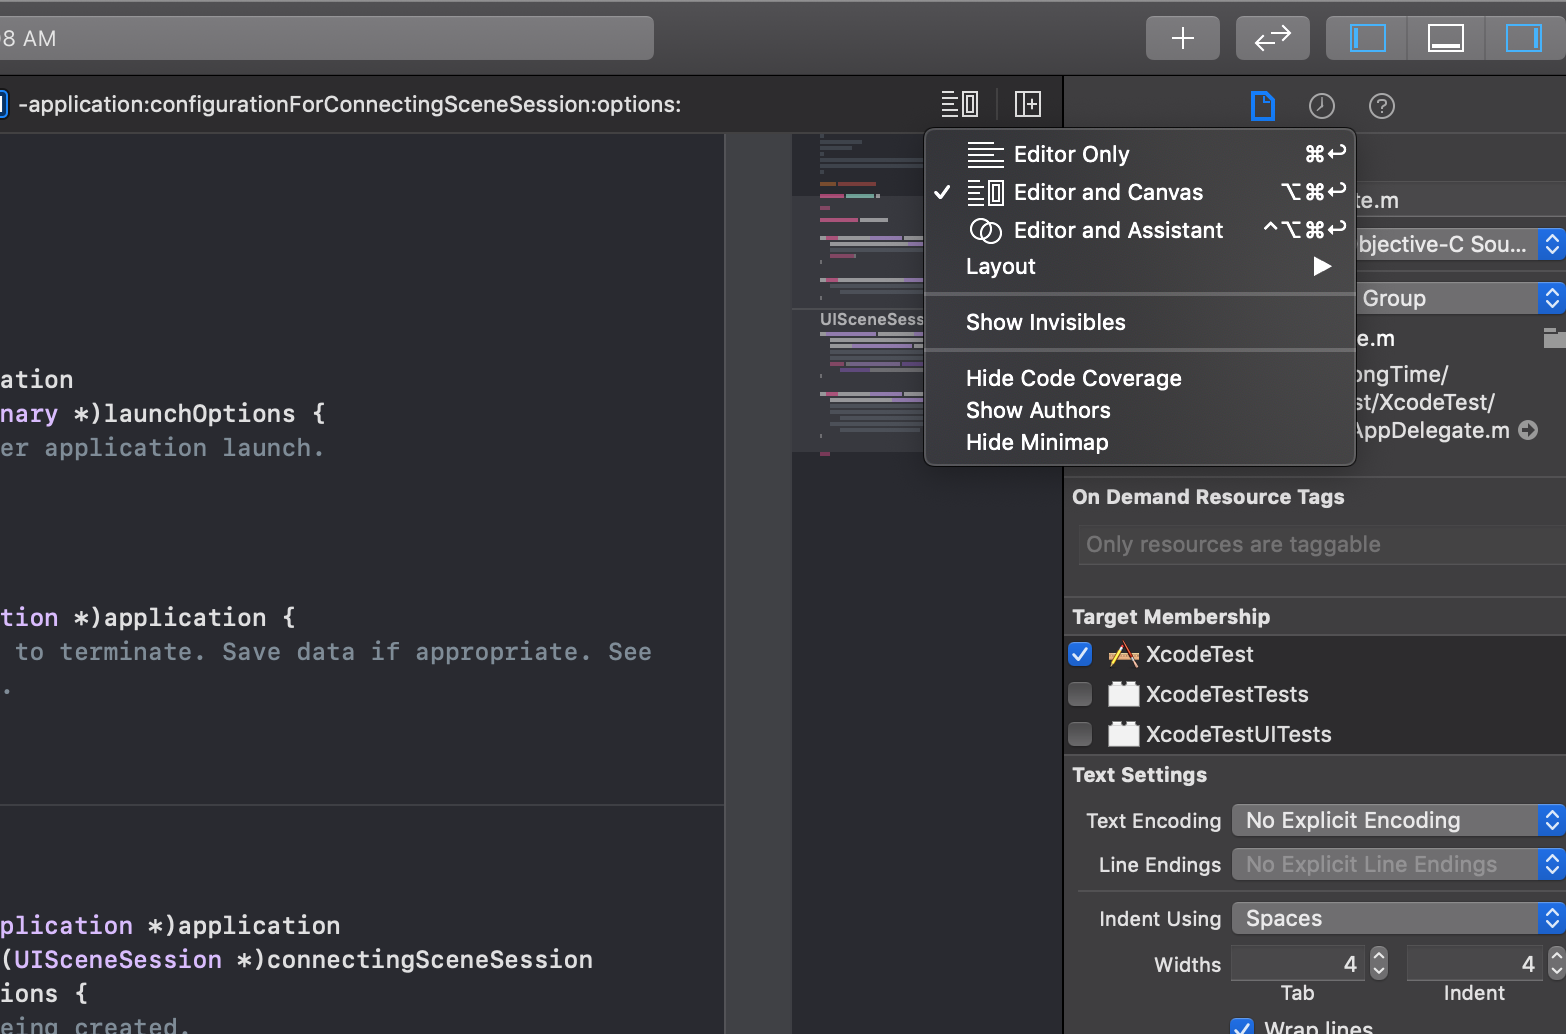 8 AM
-application:configurationForConnectingSceneSession:options:
Editor Only ⌘↩
✓ Editor and Canvas ⌥⌘↩
Editor and Assistant ^⌥⌘↩
Layout ▶
Show Invisibles
Hide Code Coverage
Show Authors
Hide Minimap
UISceneSess
te.m
bjective-C Sou...
Group
e.m
ongTime/
st/XcodeTest/
AppDelegate.m
On Demand Resource Tags
Only resources are taggable
Target Membership
XcodeTest
XcodeTestTests
XcodeTestUITests
Text Settings
Text Encoding No Explicit Encoding
Line Endings No Explicit Line Endings
Indent Using Spaces
Widths 4 4
Tab Indent
Wrap lines
ation
nary *)launchOptions {
er application launch.
tion *)application {
to terminate. Save data if appropriate. See
.
plication *)application
(UISceneSession *)connectingSceneSession
ions {
eing created.